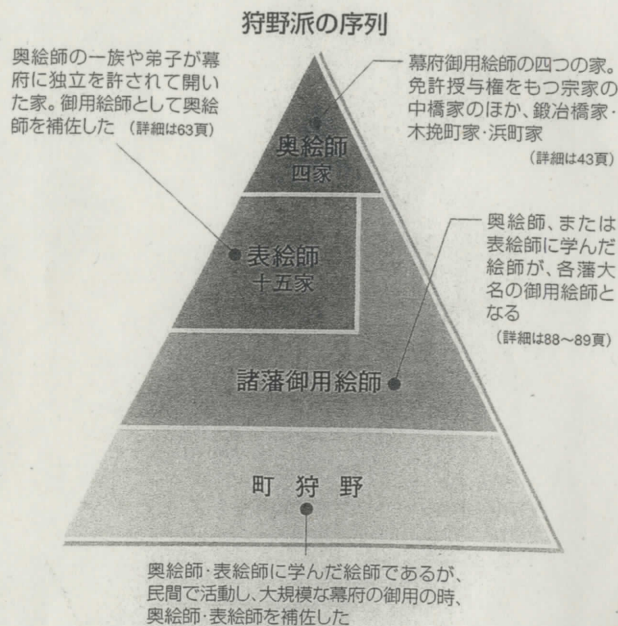 狩野派の序列
奥絵師の一族や弟子が幕
府に独立を許されて開い
た家。御用絵師として奥絵
師を補佐した（詳細は63頁）
幕府御用絵師の四つの家。
免許授与権をもつ宗家の
中橋家のほか、鍛冶橋家・
木挽町家・浜町家
（詳細は43頁）
奥絵師
四家
表絵師
十五家
奥絵師、または
表絵師に学んだ
絵師が、各藩大
名の御用絵師と
なる
（詳細は88〜89頁）
諸藩御用絵師
町 狩 野
奥絵師・表絵師に学んだ絵師であるが、
民間で活動し、大規模な幕府の御用の時、
奥絵師・表絵師を補佐した